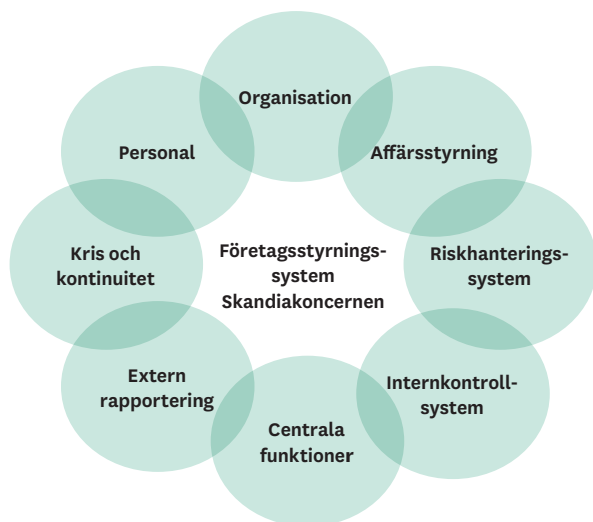 Organisation
Personal
Affärsstyrning
Kris och
kontinuitet
Företagsstyrnings-
system
Skandiakoncernen
Riskhanterings-
system
Extern
rapportering
Internkontroll-
system
Centrala
funktioner